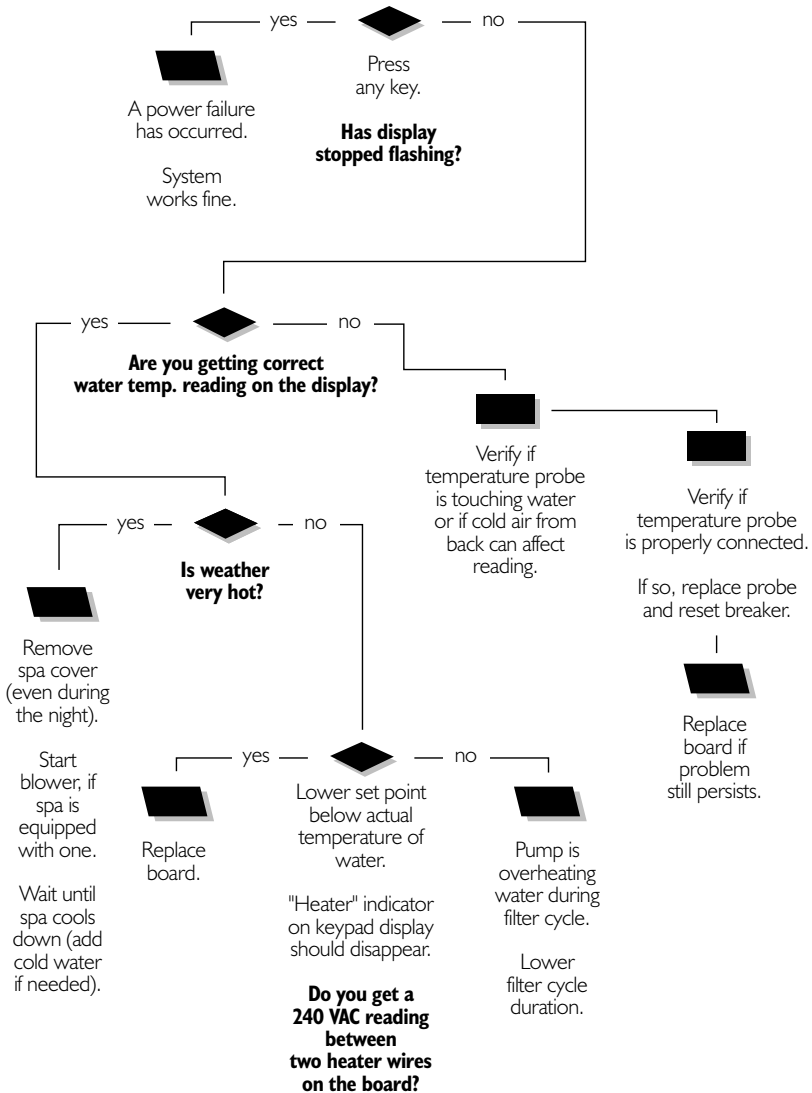 yes
no
Press
any key.
Has display
stopped flashing?
A power failure
has occurred.
System
works fine.
yes
no
Are you getting correct
water temp. reading on the display?
Verify if
temperature probe
is touching water
or if cold air from
back can affect
reading.
Verify if
temperature probe
is properly connected.
If so, replace probe
and reset breaker.
Replace
board if
problem
still persists.
yes
no
Is weather
very hot?
Remove
spa cover
(even during
the night).
Start
blower, if
spa is
equipped
with one.
Wait until
spa cools
down (add
cold water
if needed).
yes
no
Replace
board.
Lower set point
below actual
temperature of
water.
"Heater" indicator
on keypad display
should disappear.
Do you get a
240 VAC reading
between
two heater wires
on the board?
Pump is
overheating
water during
filter cycle.
Lower
filter cycle
duration.